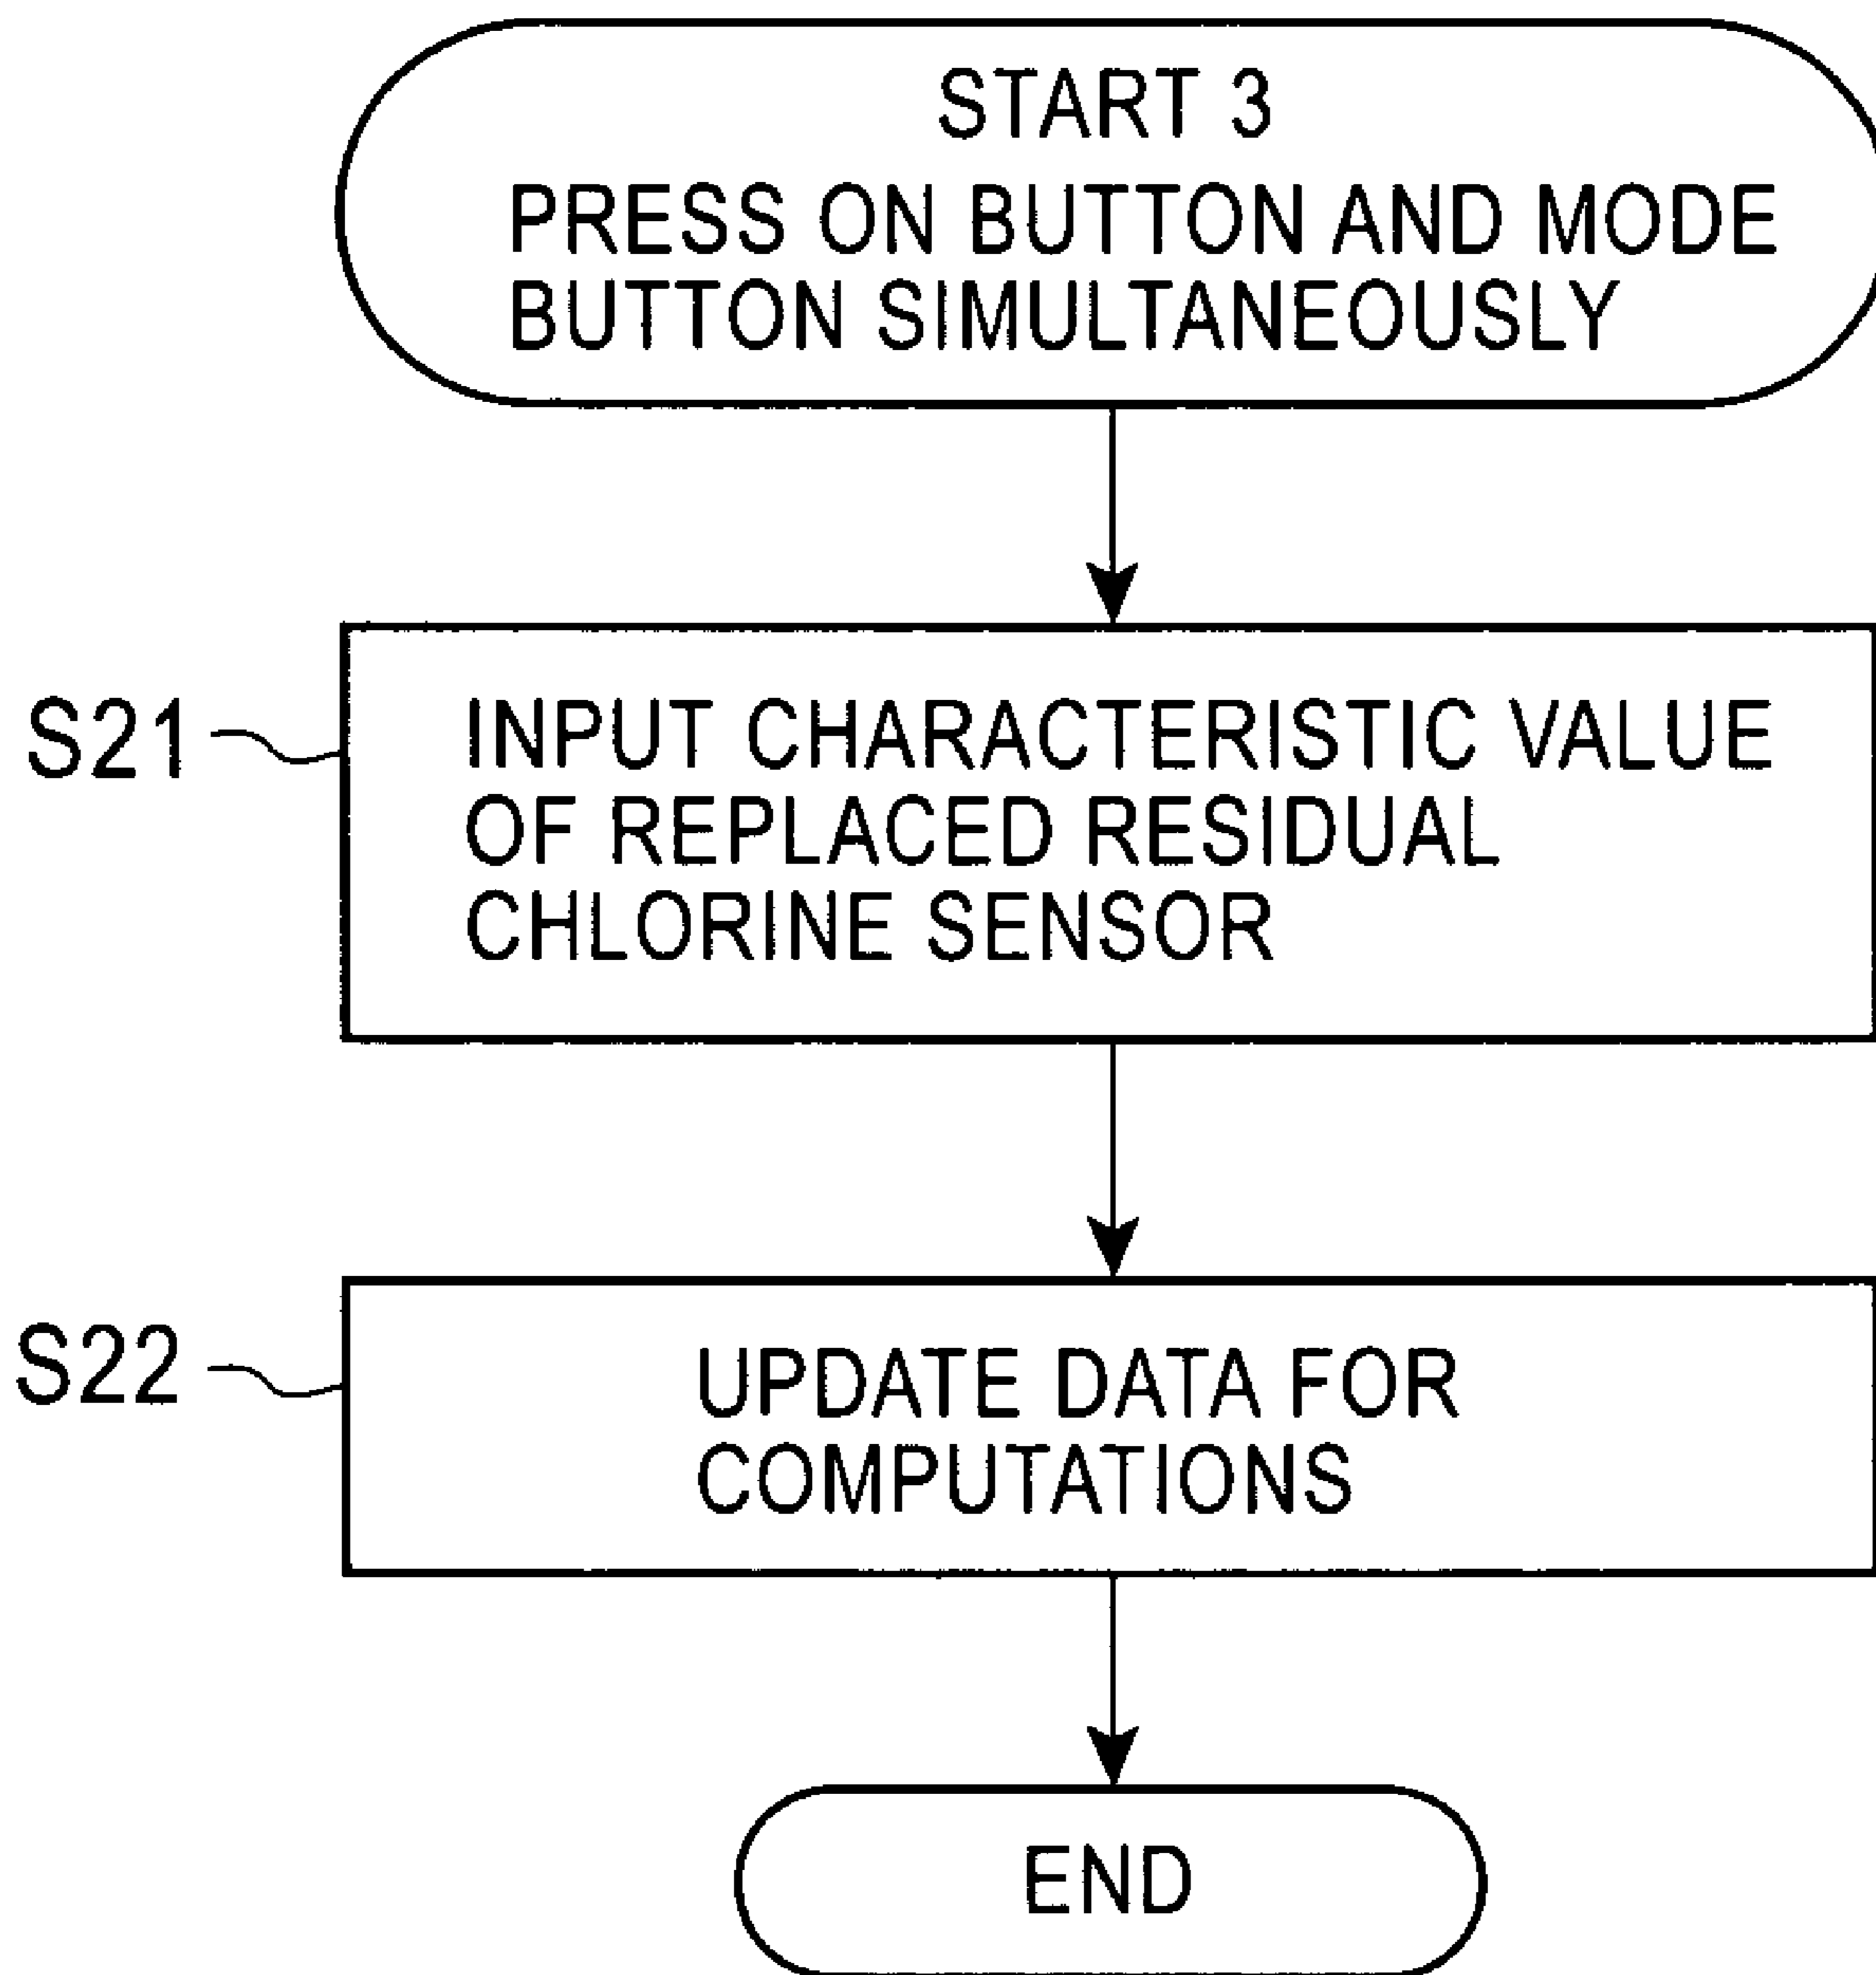 START 3
PRESS ON BUTTON AND MODE
BUTTON SIMULTANEOUSLY
S21
INPUT CHARACTERISTIC VALUE
OF REPLACED RESIDUAL
CHLORINE SENSOR
S22
UPDATE DATA FOR
COMPUTATIONS
END